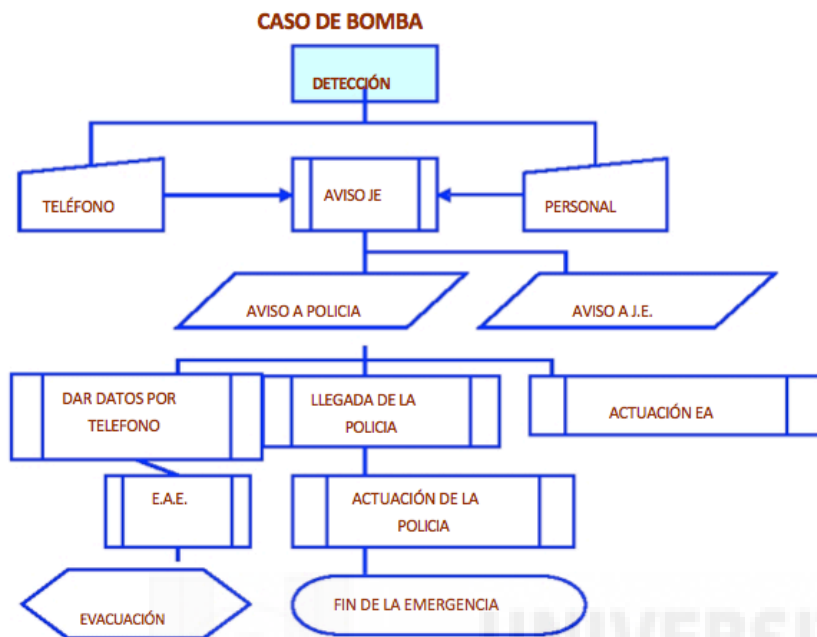 CASO DE BOMBA
DETECCIÓN
TELÉFONO
AVISO JE
PERSONAL
AVISO A POLICIA
AVISO A J.E.
DAR DATOS POR
TELEFONO
LLEGADA DE LA
POLICIA
ACTUACIÓN EA
E.A.E.
ACTUACIÓN DE LA
POLICIA
EVACUACIÓN
FIN DE LA EMERGENCIA